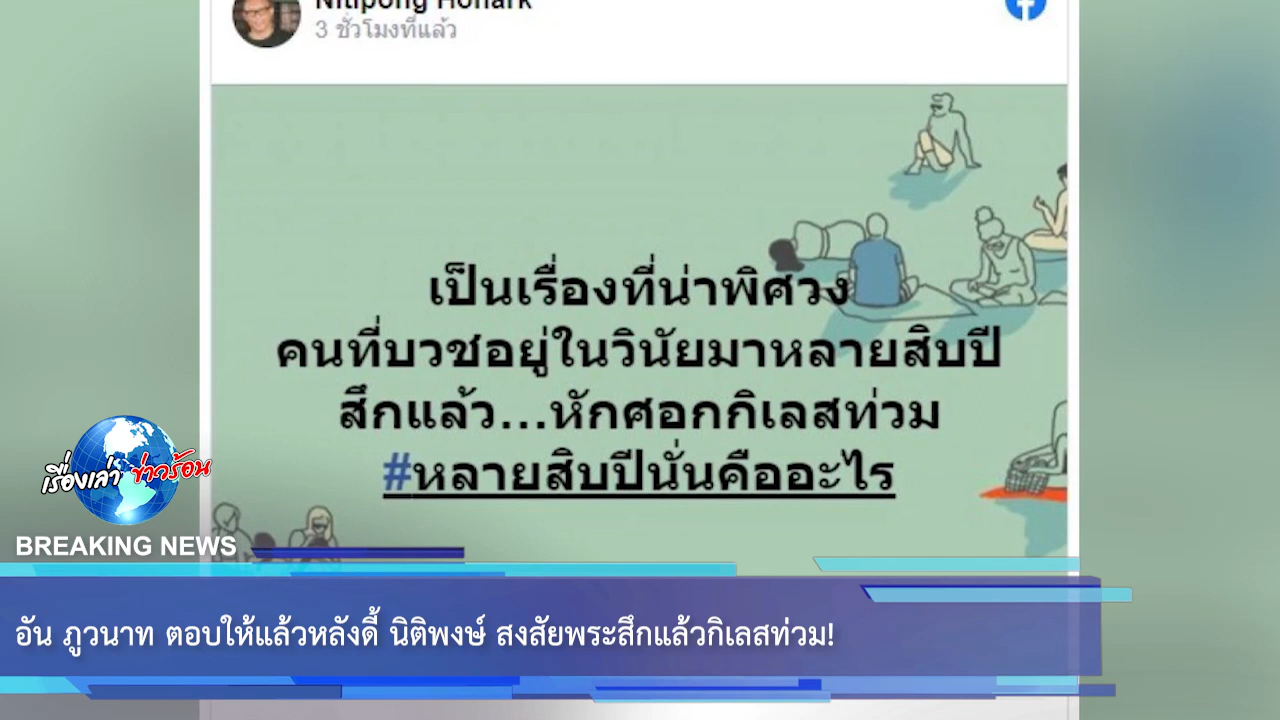 Nitipong Honark
3 ชั่วโมงที่แล้ว
เป็นเรื่องที่น่าพิศวง
คนที่บวชอยู่ในวินัยมาหลายสิบปี
สึกแล้ว...หักศอกกิเลสท่วม
#หลายสิบปีนั่นคืออะไร
เรื่องเล่า ข่าวร้อน
BREAKING NEWS
อัน ภูวนาท ตอบให้แล้วหลังดี้ นิติพงษ์ สงสัยพระสึกแล้วกิเลสท่วม!